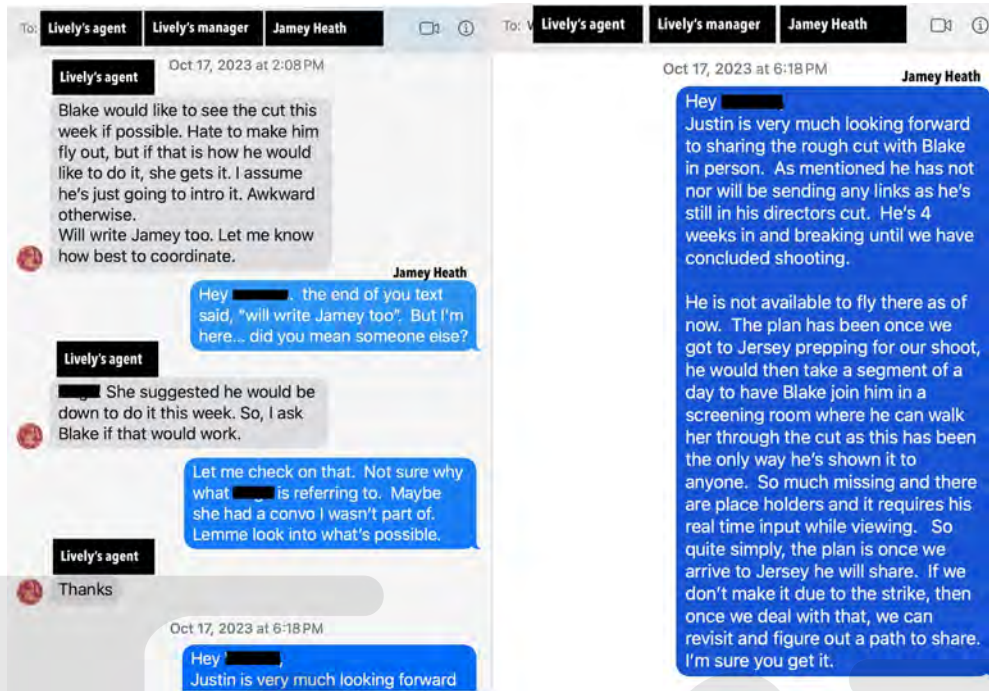 To:
Lively's agent
Lively's manager
Jamey Heath
Lively's agent
Oct 17, 2023 at 2:08 PM
Blake would like to see the cut this
week if possible. Hate to make him
fly out, but if that is how he would
like to do it, she gets it. I assume
he's just going to intro it. Awkward
otherwise.
Will write Jamey too. Let me know
how best to coordinate.
Jamey Heath
Hey . the end of you text
said, "will write Jamey too". But I'm
here... did you mean someone else?
Lively's agent
She suggested he would be
down to do it this week. So, I ask
Blake if that would work.
Let me check on that. Not sure why
what is referring to. Maybe
she had a convo I wasn't part of.
Lemme look into what's possible.
Lively's agent
Thanks
Oct 17, 2023 at 6:18 PM
Hey ,
Justin is very much looking forward
To:
Lively's agent
Lively's manager
Jamey Heath
Oct 17, 2023 at 6:18 PM
Jamey Heath
Hey
Justin is very much looking forward
to sharing the rough cut with Blake
in person. As mentioned he has not
nor will be sending any links as he's
still in his directors cut. He's 4
weeks in and breaking until we have
concluded shooting.
He is not available to fly there as of
now. The plan has been once we
got to Jersey prepping for our shoot,
he would then take a segment of a
day to have Blake join him in a
screening room where he can walk
her through the cut as this has been
the only way he's shown it to
anyone. So much missing and there
are place holders and it requires his
real time input while viewing. So
quite simply, the plan is once we
arrive to Jersey he will share. If we
don't make it due to the strike, then
once we deal with that, we can
revisit and figure out a path to share.
I'm sure you get it.